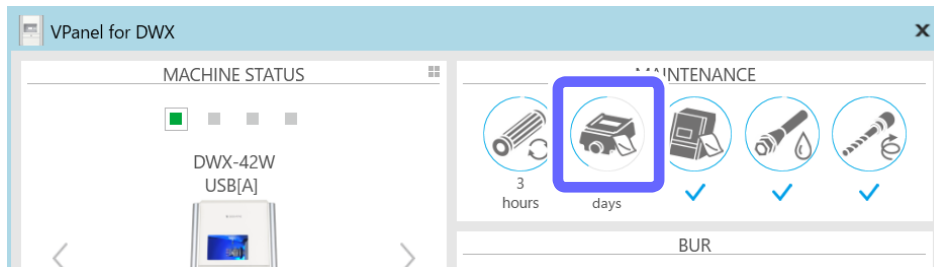 VPanel for DWX
MACHINE STATUS
DWX-42W
USB[A]
MAINTENANCE
3
hours
days
BUR